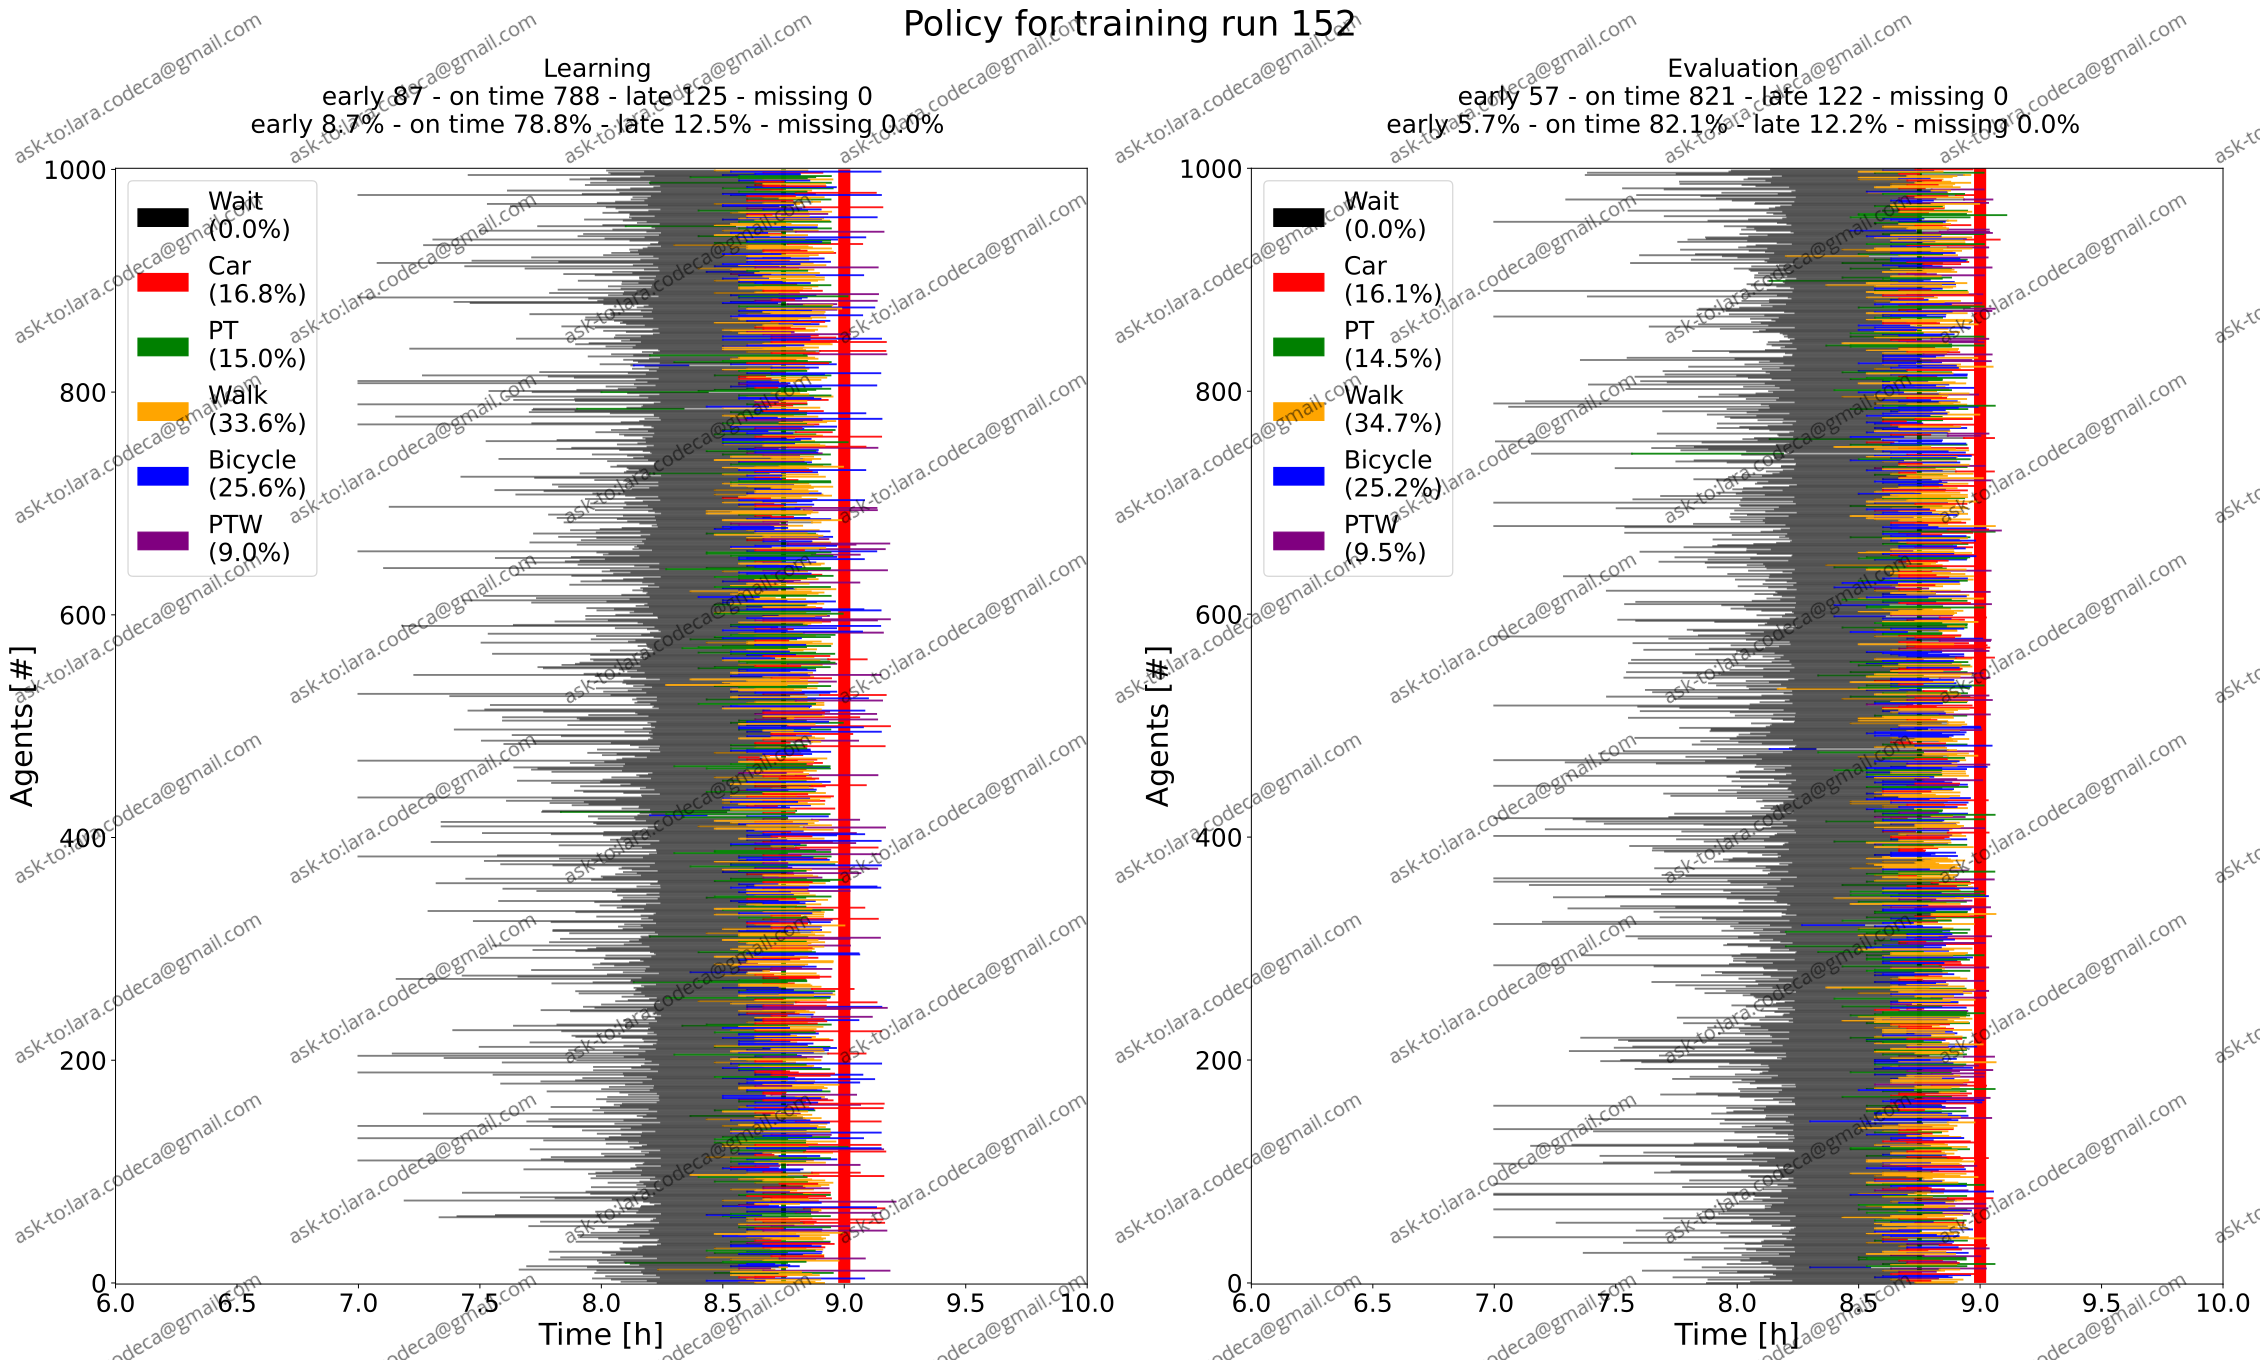 Policy for training run 152
Learning
early 87 - on time 788 - late 125 - missing 0
early 8.7% - on time 78.8% - late 12.5% - missing 0.0%
Agents [#]
1000
800
600
400
200
0
Wait
(0.0%)
Car
(16.8%)
PT
(15.0%)
Walk
(33.6%)
Bicycle
(25.6%)
PTW
(9.0%)
6.0 6.5 7.0 7.5 8.0 8.5 9.0 9.5 10.0
Time [h]
Evaluation
early 57 - on time 821 - late 122 - missing 0
early 5.7% - on time 82.1% - late 12.2% - missing 0.0%
Agents [#]
1000
800
600
400
200
0
Wait
(0.0%)
Car
(16.1%)
PT
(14.5%)
Walk
(34.7%)
Bicycle
(25.2%)
PTW
(9.5%)
6.0 6.5 7.0 7.5 8.0 8.5 9.0 9.5 10.0
Time [h]
ask-to:lara.codeca@gmail.com